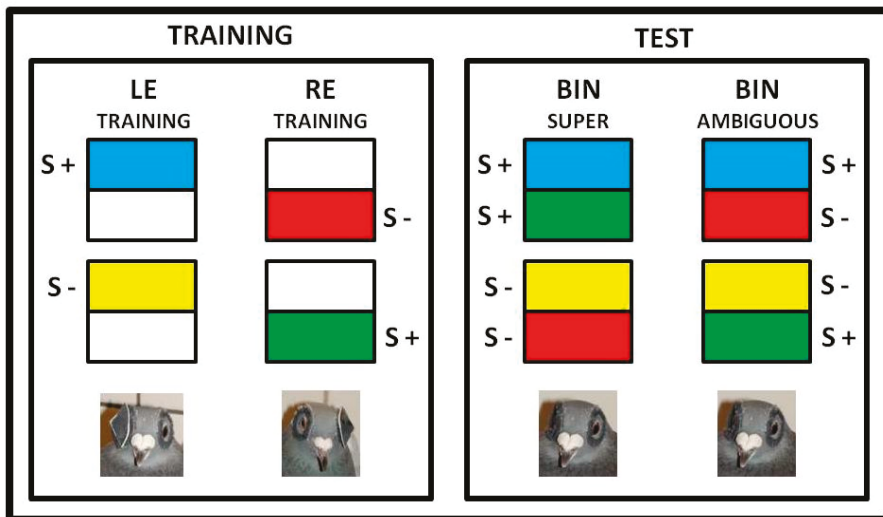 TRAINING
LE
TRAINING
RE
TRAINING
S +
S -
S -
S +
TEST
BIN
SUPER
BIN
AMBIGUOUS
S +
S +
S +
S -
S -
S -
S -
S +